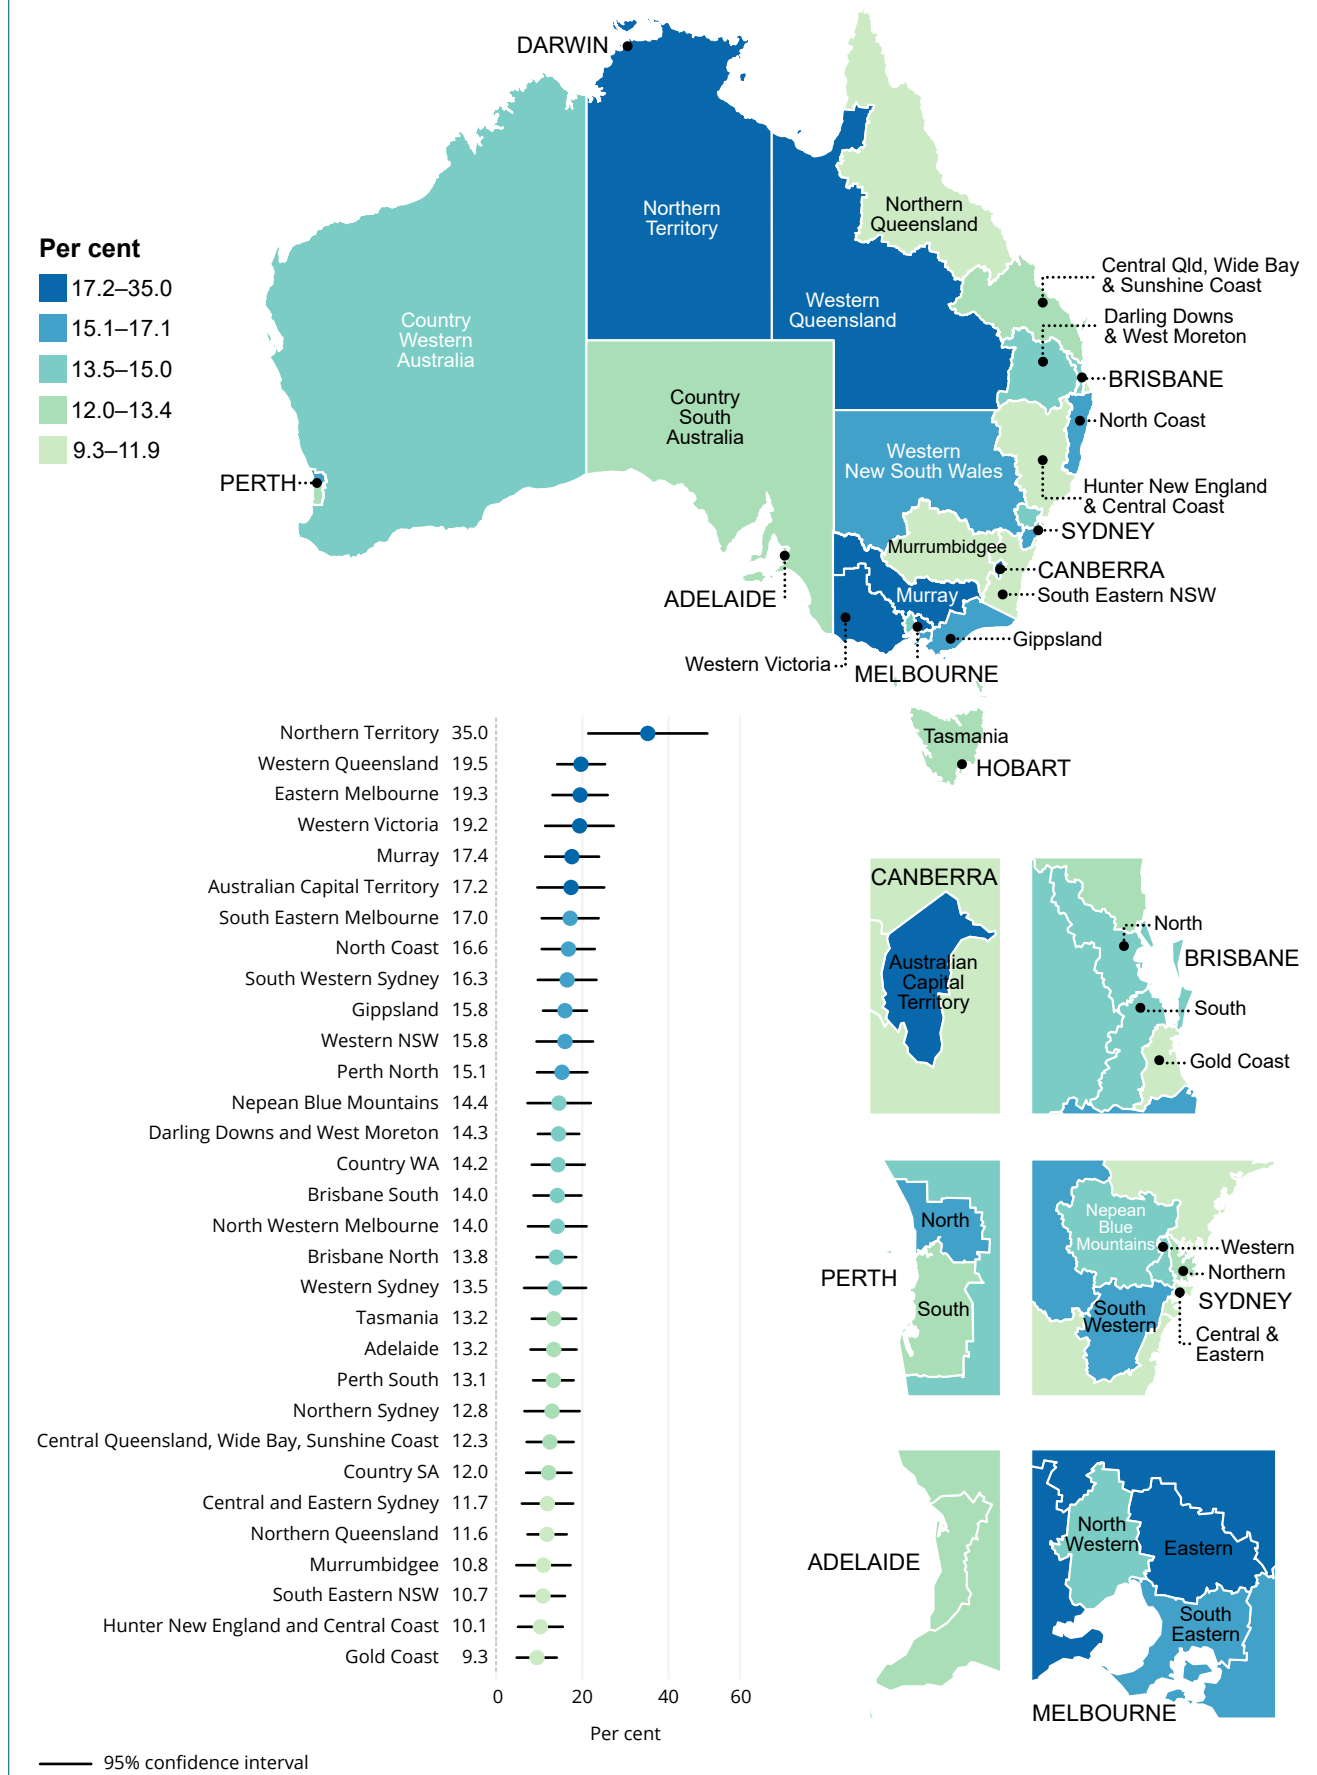 DARWIN
Northern
Territory
Northern
Queensland
Per cent
17.2–35.0
15.1–17.1
13.5–15.0
12.0–13.4
9.3–11.9
Country
Western
Australia
Western
Queensland
Central Qld, Wide Bay
& Sunshine Coast
Darling Downs
& West Moreton
BRISBANE
North Coast
Country
South
Australia
Western
New South Wales
Hunter New England
& Central Coast
PERTH
SYDNEY
Murrumbidgee
CANBERRA
South Eastern NSW
ADELAIDE
Murray
Gippsland
Western Victoria
MELBOURNE
Tasmania
HOBART
Northern Territory 35.0
Western Queensland 19.5
Eastern Melbourne 19.3
Western Victoria 19.2
Murray 17.4
Australian Capital Territory 17.2
South Eastern Melbourne 17.0
North Coast 16.6
South Western Sydney 16.3
Gippsland 15.8
Western NSW 15.8
Perth North 15.1
Nepean Blue Mountains 14.4
Darling Downs and West Moreton 14.3
Country WA 14.2
Brisbane South 14.0
North Western Melbourne 14.0
Brisbane North 13.8
Western Sydney 13.5
Tasmania 13.2
Adelaide 13.2
Perth South 13.1
Northern Sydney 12.8
Central Queensland, Wide Bay, Sunshine Coast 12.3
Country SA 12.0
Central and Eastern Sydney 11.7
Northern Queensland 11.6
Murrumbidgee 10.8
South Eastern NSW 10.7
Hunter New England and Central Coast 10.1
Gold Coast 9.3
0 20 40 60
Per cent
95% confidence interval
CANBERRA
Australian
Capital
Territory
North
BRISBANE
South
Gold Coast
North
PERTH
South
Nepean
Blue
Mountains
Western
Northern
SYDNEY
South
Western
Central &
Eastern
ADELAIDE
North
Western
Eastern
South
Eastern
MELBOURNE